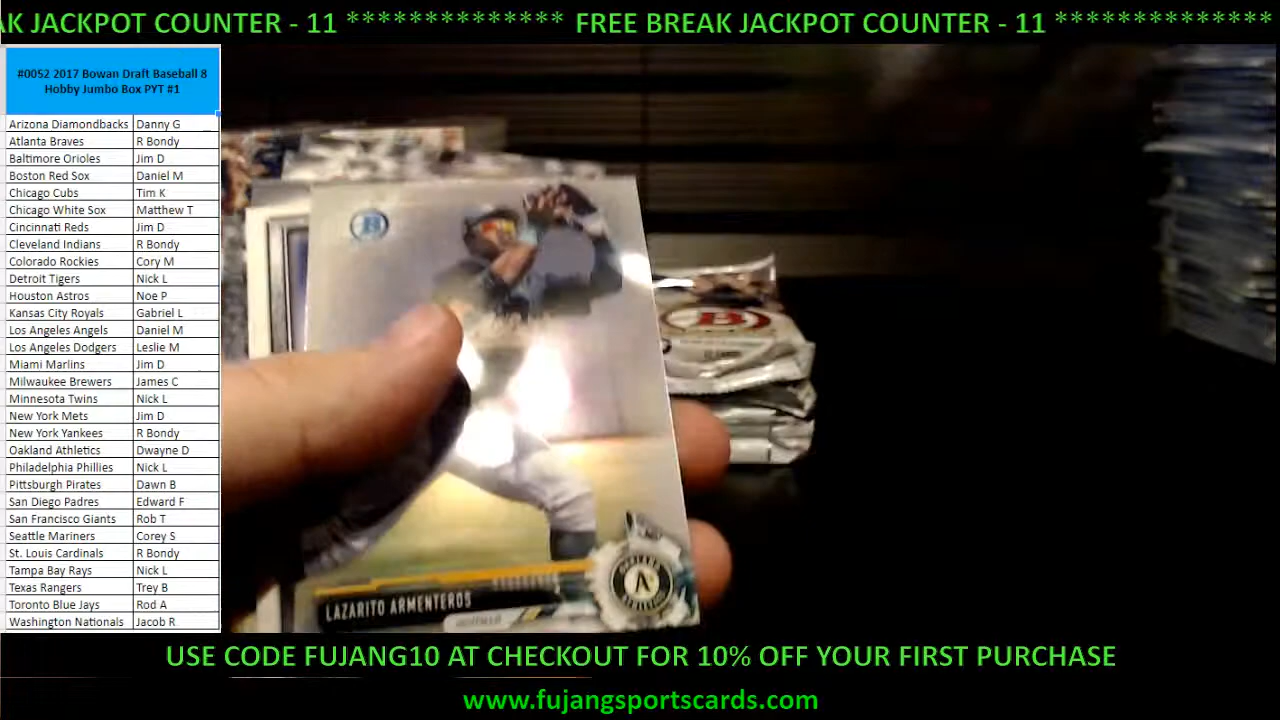 AK JACKPOT COUNTER - 11 ************** FREE BREAK JACKPOT COUNTER - 11 **************
#0052 2017 Bowan Draft Baseball 8
Hobby Jumbo Box PYT #1
Arizona Diamondbacks Danny G
Atlanta Braves R Bondy
Baltimore Orioles Jim D
Boston Red Sox Daniel M
Chicago Cubs Tim K
Chicago White Sox Matthew T
Cincinnati Reds Jim D
Cleveland Indians R Bondy
Colorado Rockies Cory M
Detroit Tigers Nick L
Houston Astros Noe P
Kansas City Royals Gabriel L
Los Angeles Angels Daniel M
Los Angeles Dodgers Leslie M
Miami Marlins Jim D
Milwaukee Brewers James C
Minnesota Twins Nick L
New York Mets Jim D
New York Yankees R Bondy
Oakland Athletics Dwayne D
Philadelphia Phillies Nick L
Pittsburgh Pirates Dawn B
San Diego Padres Edward F
San Francisco Giants Rob T
Seattle Mariners Corey S
St. Louis Cardinals R Bondy
Tampa Bay Rays Nick L
Texas Rangers Trey B
Toronto Blue Jays Rod A
Washington Nationals Jacob R
B
B
LAZARITO ARMENTEROS
USE CODE FUJANG10 AT CHECKOUT FOR 10% OFF YOUR FIRST PURCHASE
www.fujangsportscards.com